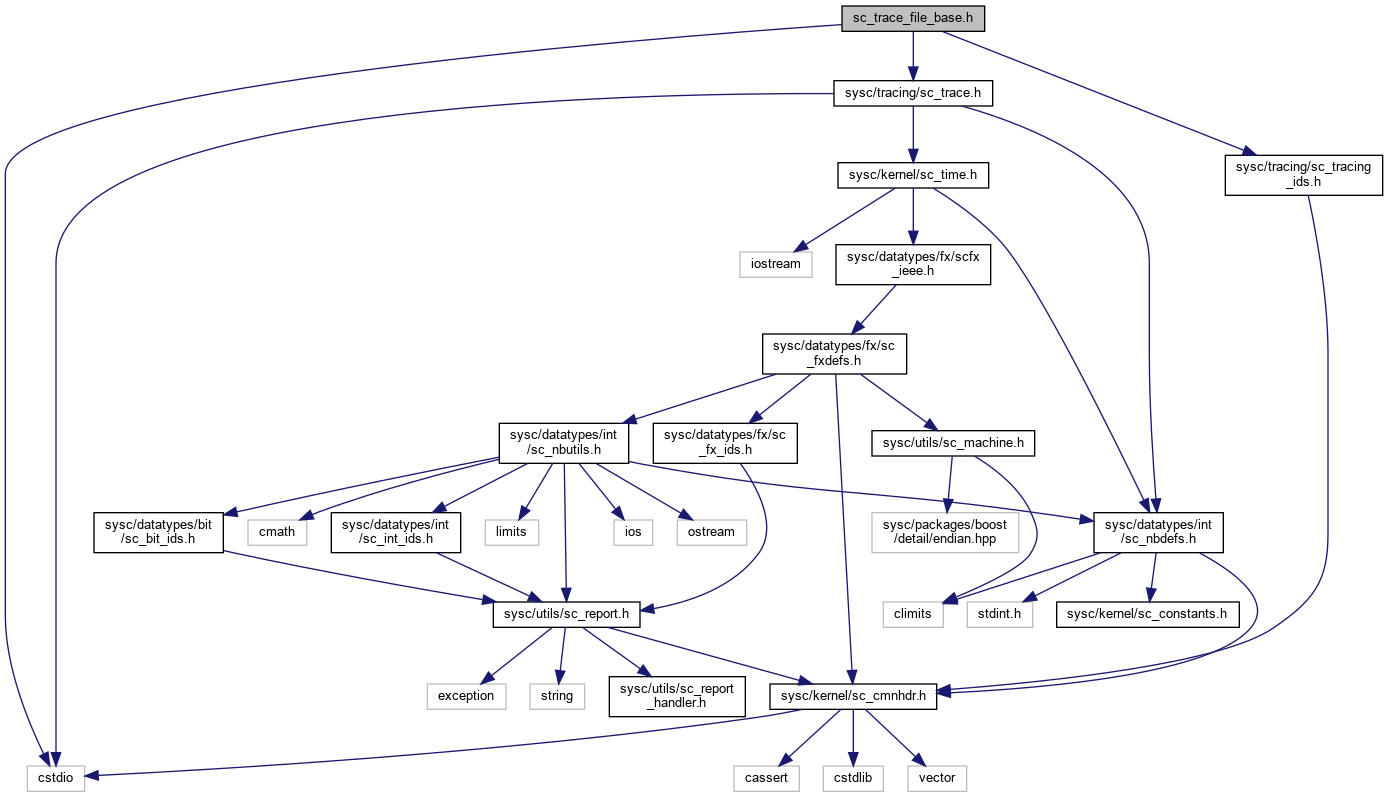 sc_trace_file_base.h
sysc/tracing/sc_trace.h
sysc/tracing/sc_tracing
_ids.h
sysc/kernel/sc_time.h
iostream
sysc/datatypes/fx/scfx
_ieee.h
sysc/datatypes/fx/sc
_fxdefs.h
sysc/datatypes/int
/sc_nbutils.h
sysc/datatypes/fx/sc
_fx_ids.h
sysc/utils/sc_machine.h
sysc/datatypes/bit
/sc_bit_ids.h
cmath
sysc/datatypes/int
/sc_int_ids.h
limits
ios
ostream
sysc/packages/boost
/detail/endian.hpp
sysc/datatypes/int
/sc_nbdefs.h
sysc/utils/sc_report.h
climits
stdint.h
sysc/kernel/sc_constants.h
exception
string
sysc/utils/sc_report
_handler.h
sysc/kernel/sc_cmnhdr.h
cstdio
cassert
cstdlib
vector